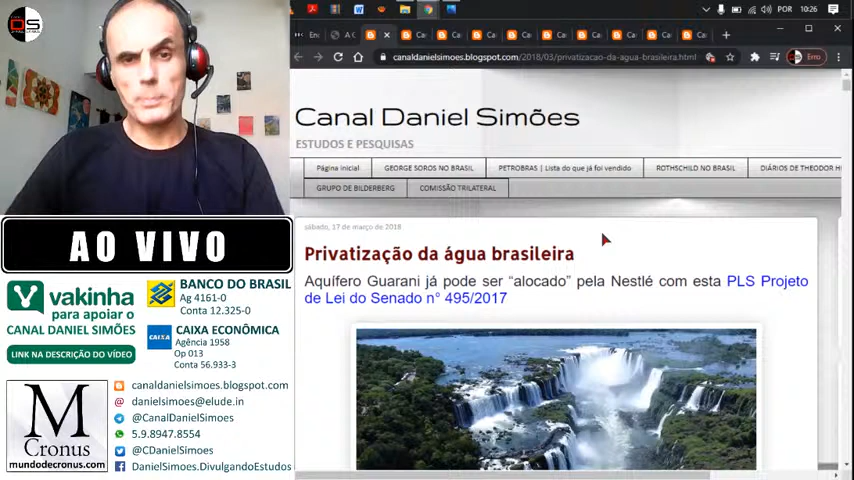 DS
POR
10:26
canaldanielsimoes.blogspot.com/2018/03/privatizacao-da-agua-brasileira.html
Erro
Canal Daniel Simões
ESTUDOS E PESQUISAS
Página inicial
GEORGE SOROS NO BRASIL
PETROBRAS | Lista do que já foi vendido
ROTHSCHILD NO BRASIL
DIÁRIOS DE THEODOR H
GRUPO DE BILDERBERG
COMISSÃO TRILATERAL
sábado, 17 de março de 2018
Privatização da água brasileira
Aquífero Guarani já pode ser “alocado” pela Nestlé com esta PLS Projeto
de Lei do Senado n° 495/2017
AO VIVO
vakinha
para apoiar o
CANAL DANIEL SIMÕES
LINK NA DESCRIÇÃO DO VÍDEO
BANCO DO BRASIL
Ag 4161-0
Conta 12.325-0
CAIXA
CAIXA ECONÔMICA
Agência 1958
Op 013
Conta 56.933-3
M
Cronus
mundodecronus.com
canaldanielsimoes.blogspot.com
danielsimoes@elude.in
@CanalDanielSimoes
5.9.8947.8554
@CDanielSimoes
DanielSimoes.DivulgandoEstudos